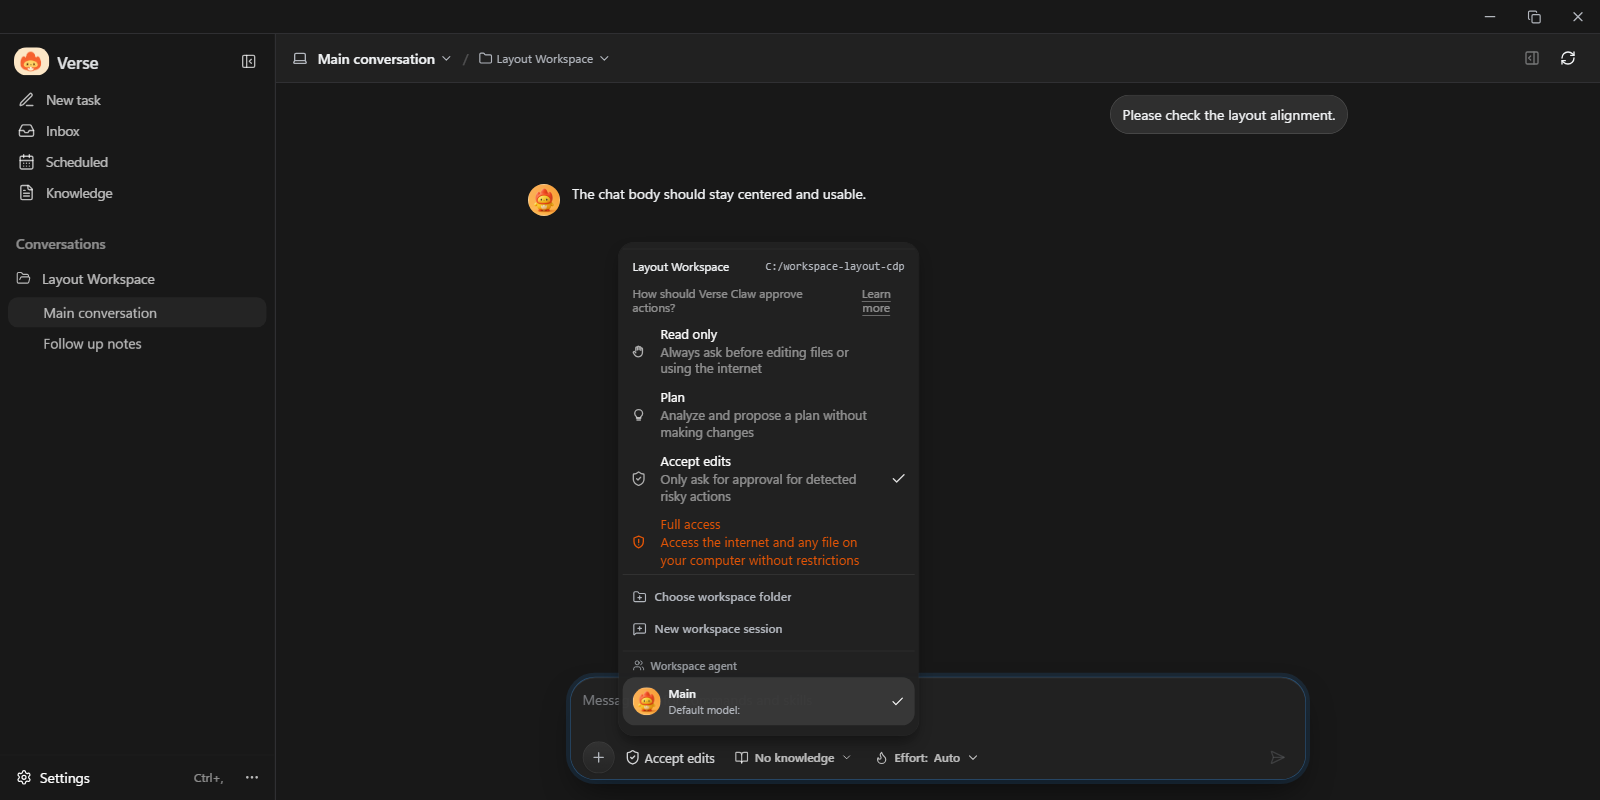 Verse
New task
Inbox
Scheduled
Knowledge
Conversations
Layout Workspace
Main conversation
Follow up notes
Settings
Ctrl+,
Main conversation / Layout Workspace
Please check the layout alignment.
The chat body should stay centered and usable.
Layout Workspace C:/workspace-layout-cdp
How should Verse Claw approve
actions?
Learn
more
Read only
Always ask before editing files or
using the internet
Plan
Analyze and propose a plan without
making changes
Accept edits
Only ask for approval for detected
risky actions
Full access
Access the internet and any file on
your computer without restrictions
Choose workspace folder
New workspace session
Workspace agent
Main
Default model:
Accept edits No knowledge Effort: Auto